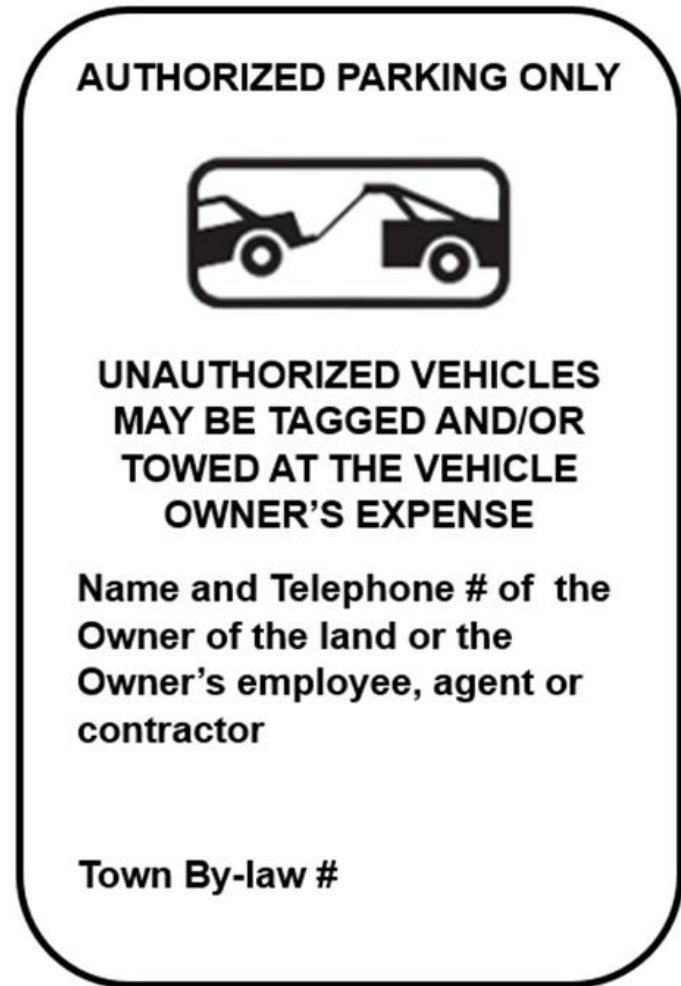 AUTHORIZED PARKING ONLY
UNAUTHORIZED VEHICLES
MAY BE TAGGED AND/OR
TOWED AT THE VEHICLE
OWNER’S EXPENSE
Name and Telephone # of the
Owner of the land or the
Owner’s employee, agent or
contractor
Town By-law #